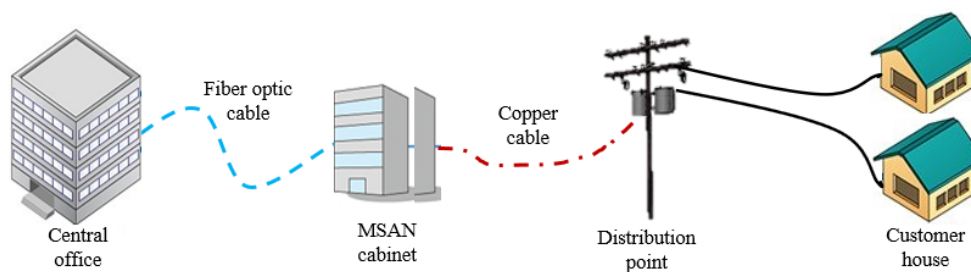 Fiber optic
cable
Copper
cable
Central
office
MSAN
cabinet
Distribution
point
Customer
house